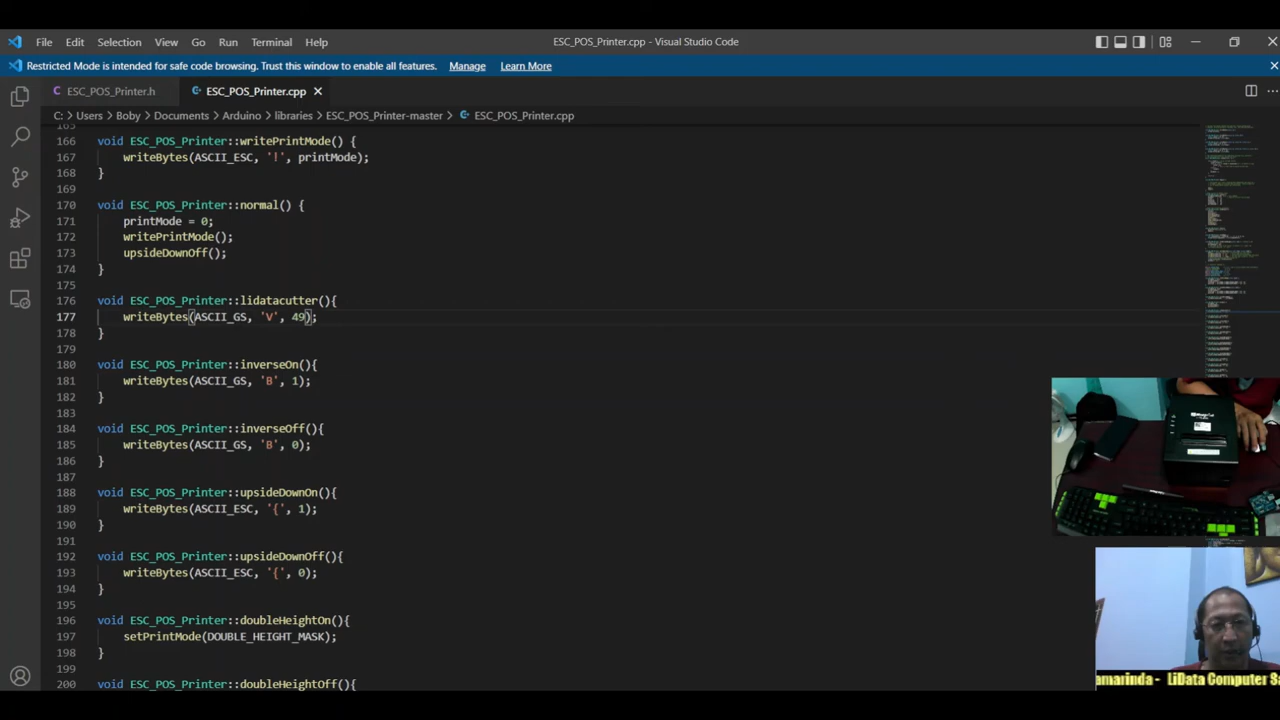 File Edit Selection View Go Run Terminal Help
ESC_POS_Printer.cpp - Visual Studio Code
Restricted Mode is intended for safe code browsing. Trust this window to enable all features. Manage Learn More
ESC_POS_Printer.h ESC_POS_Printer.cpp
C: > Users > Boby > Documents > Arduino > libraries > ESC_POS_Printer-master > ESC_POS_Printer.cpp
165
166 void ESC_POS_Printer::writePrintMode() {
167 writeBytes(ASCII_ESC, '!', printMode);
168 }
169
170 void ESC_POS_Printer::normal() {
171 printMode = 0;
172 writePrintMode();
173 upsideDownOff();
174 }
175
176 void ESC_POS_Printer::lidatacutter(){
177 writeBytes(ASCII_GS, 'V', 49);
178 }
179
180 void ESC_POS_Printer::inverseOn(){
181 writeBytes(ASCII_GS, 'B', 1);
182 }
183
184 void ESC_POS_Printer::inverseOff(){
185 writeBytes(ASCII_GS, 'B', 0);
186 }
187
188 void ESC_POS_Printer::upsideDownOn(){
189 writeBytes(ASCII_ESC, '{', 1);
190 }
191
192 void ESC_POS_Printer::upsideDownOff(){
193 writeBytes(ASCII_ESC, '{', 0);
194 }
195
196 void ESC_POS_Printer::doubleHeightOn(){
197 setPrintMode(DOUBLE_HEIGHT_MASK);
198 }
199
200 void ESC_POS_Printer::doubleHeightOff(){
amarinda - LiData Computer Sa